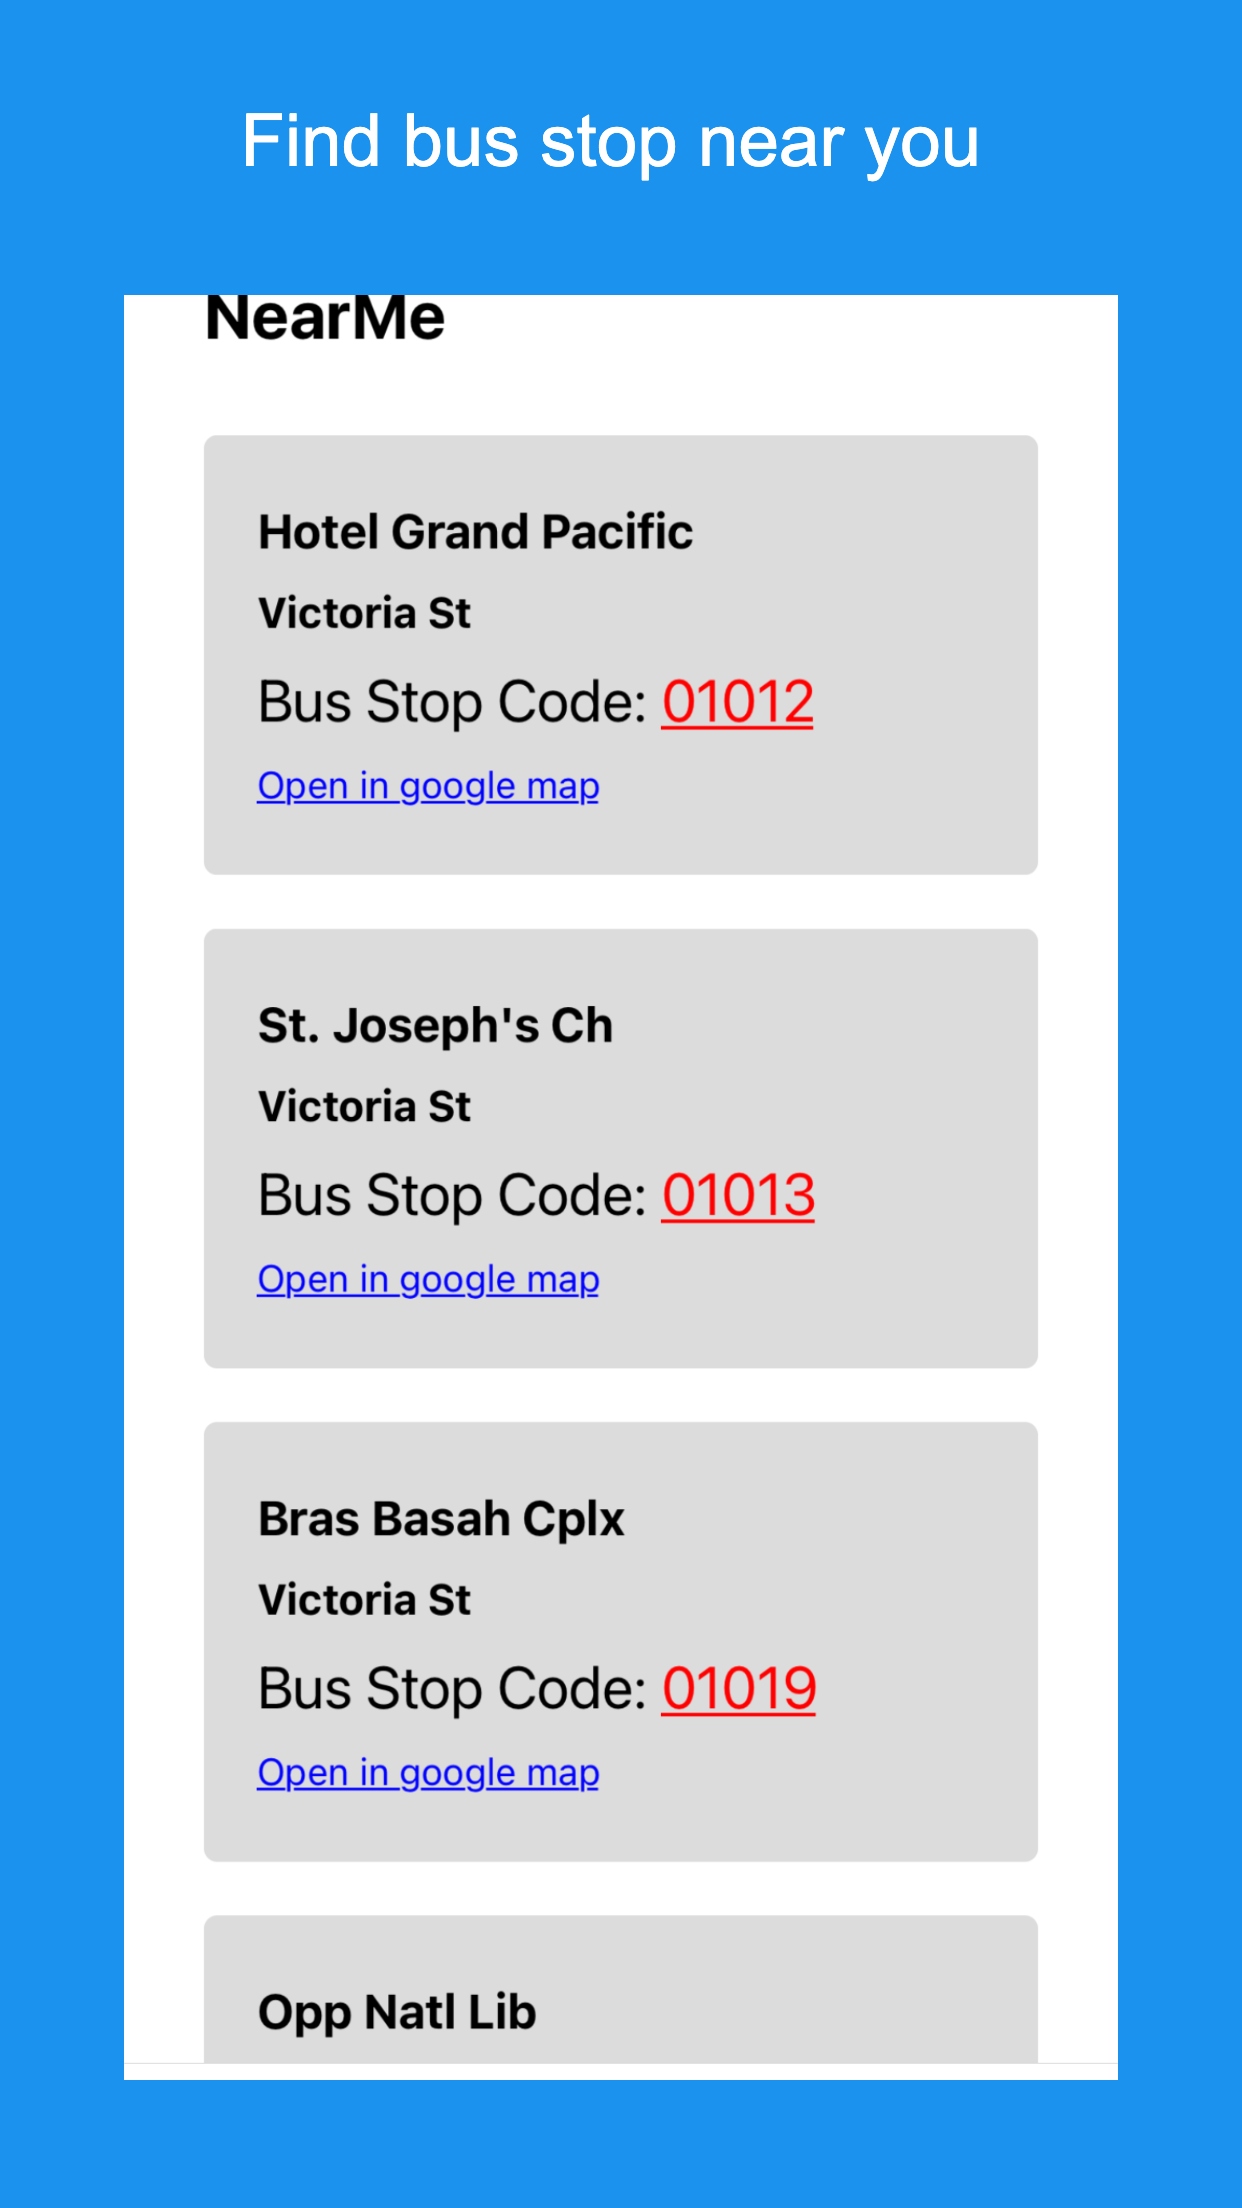 Find bus stop near you
NearMe
Hotel Grand Pacific
Victoria St
Bus Stop Code: 01012
Open in google map
St. Joseph's Ch
Victoria St
Bus Stop Code: 01013
Open in google map
Bras Basah Cplx
Victoria St
Bus Stop Code: 01019
Open in google map
Opp Natl Lib